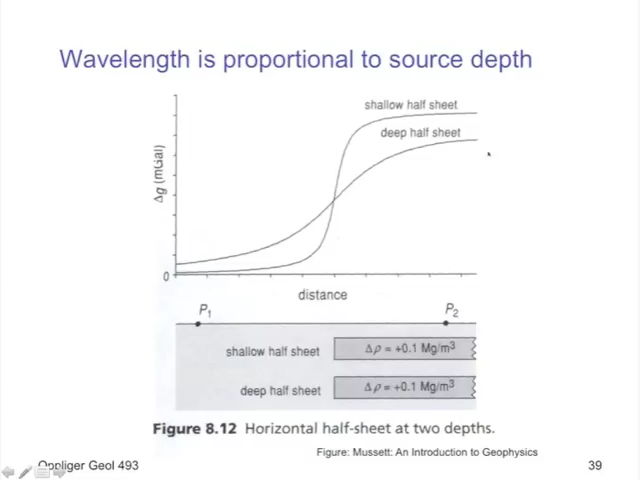 Wavelength is proportional to source depth
shallow half sheet
deep half sheet
Δg (mGal)
0
distance
P₁
P₂
shallow half sheet
Δρ = +0.1 Mg/m³
deep half sheet
Δρ = +0.1 Mg/m³
Figure 8.12 Horizontal half-sheet at two depths.
Figure: Mussett: An Introduction to Geophysics
Oppliger Geol 493
39